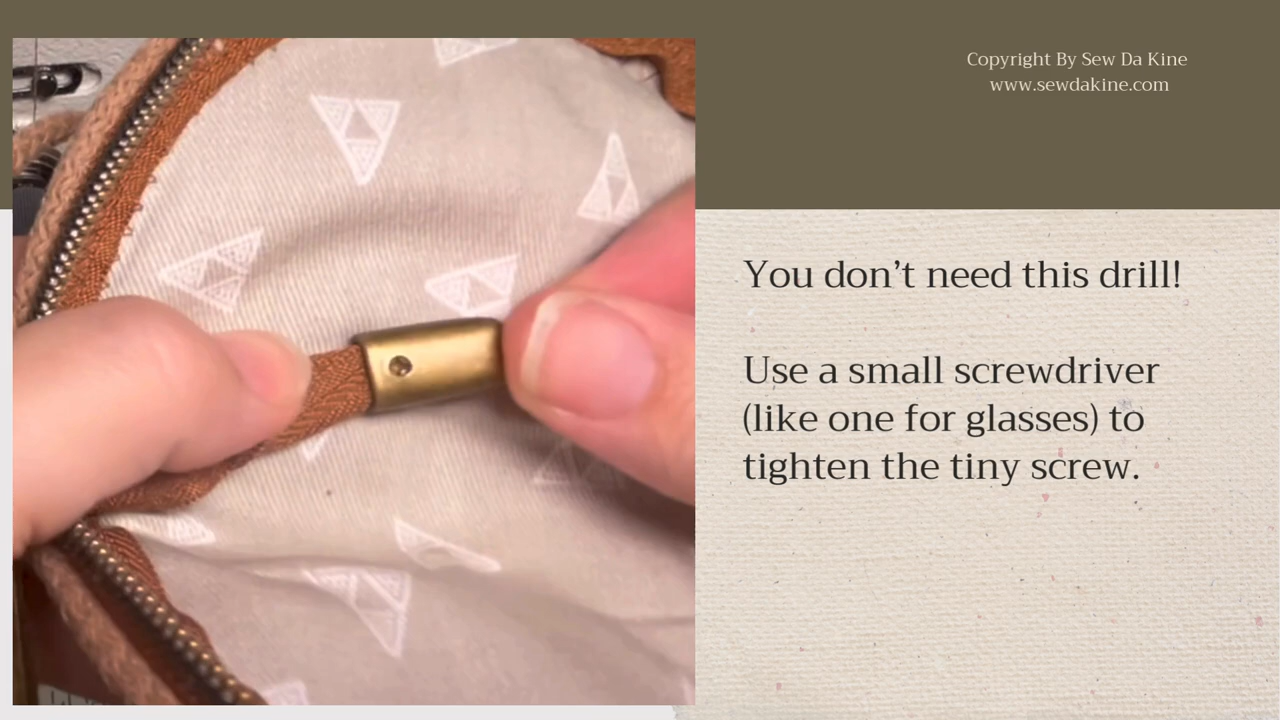 Copyright By Sew Da Kine
www.sewdakine.com
You don’t need this drill!
Use a small screwdriver
(like one for glasses) to
tighten the tiny screw.